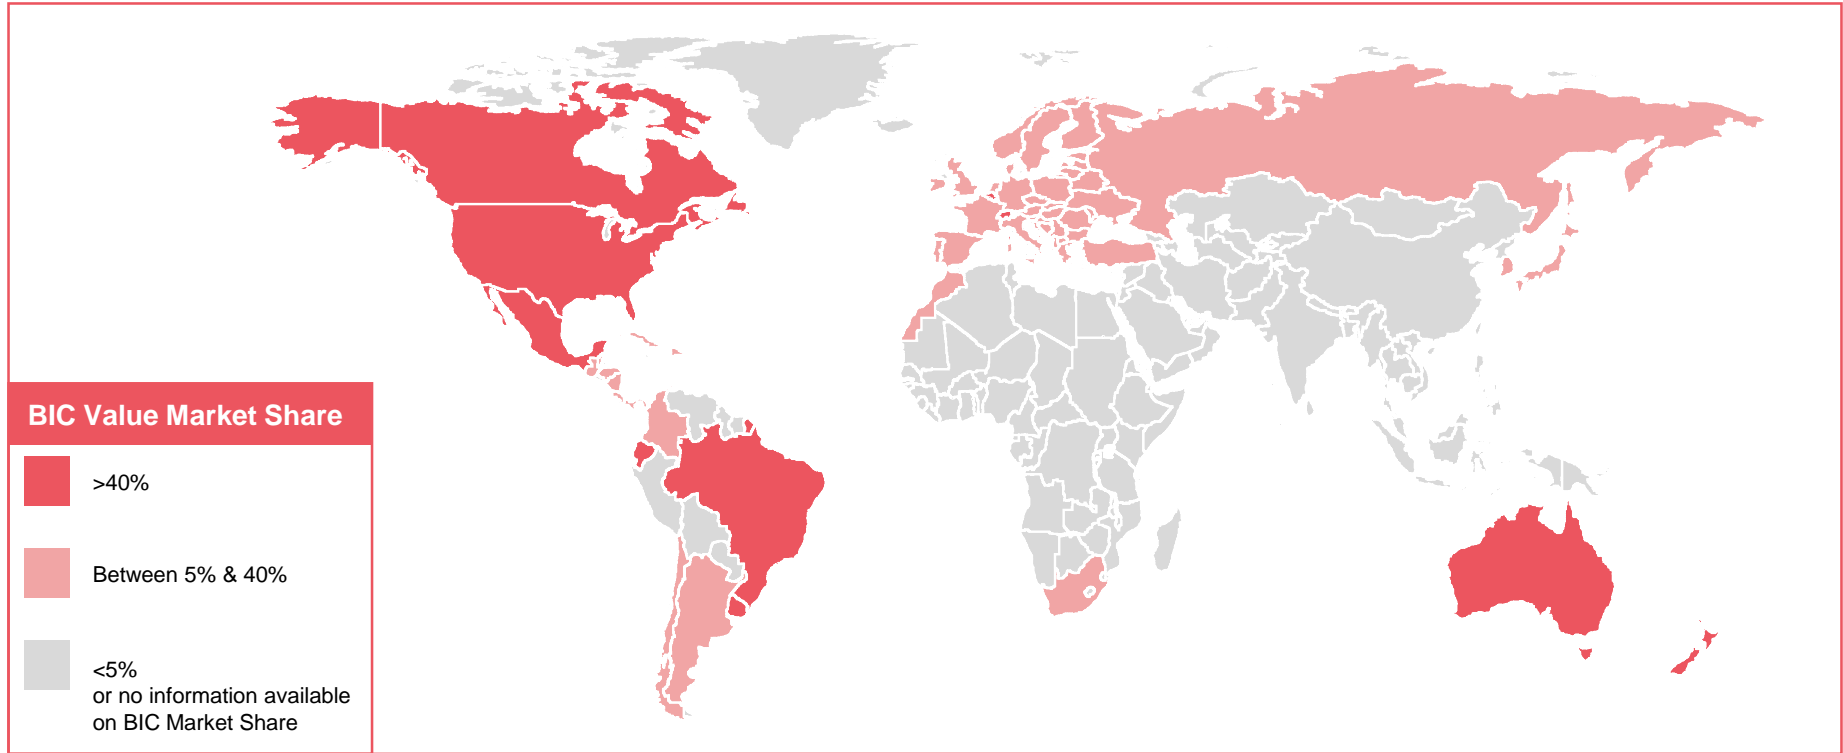 BIC Value Market Share
>40%
Between 5% & 40%
<5%
or no information available
on BIC Market Share